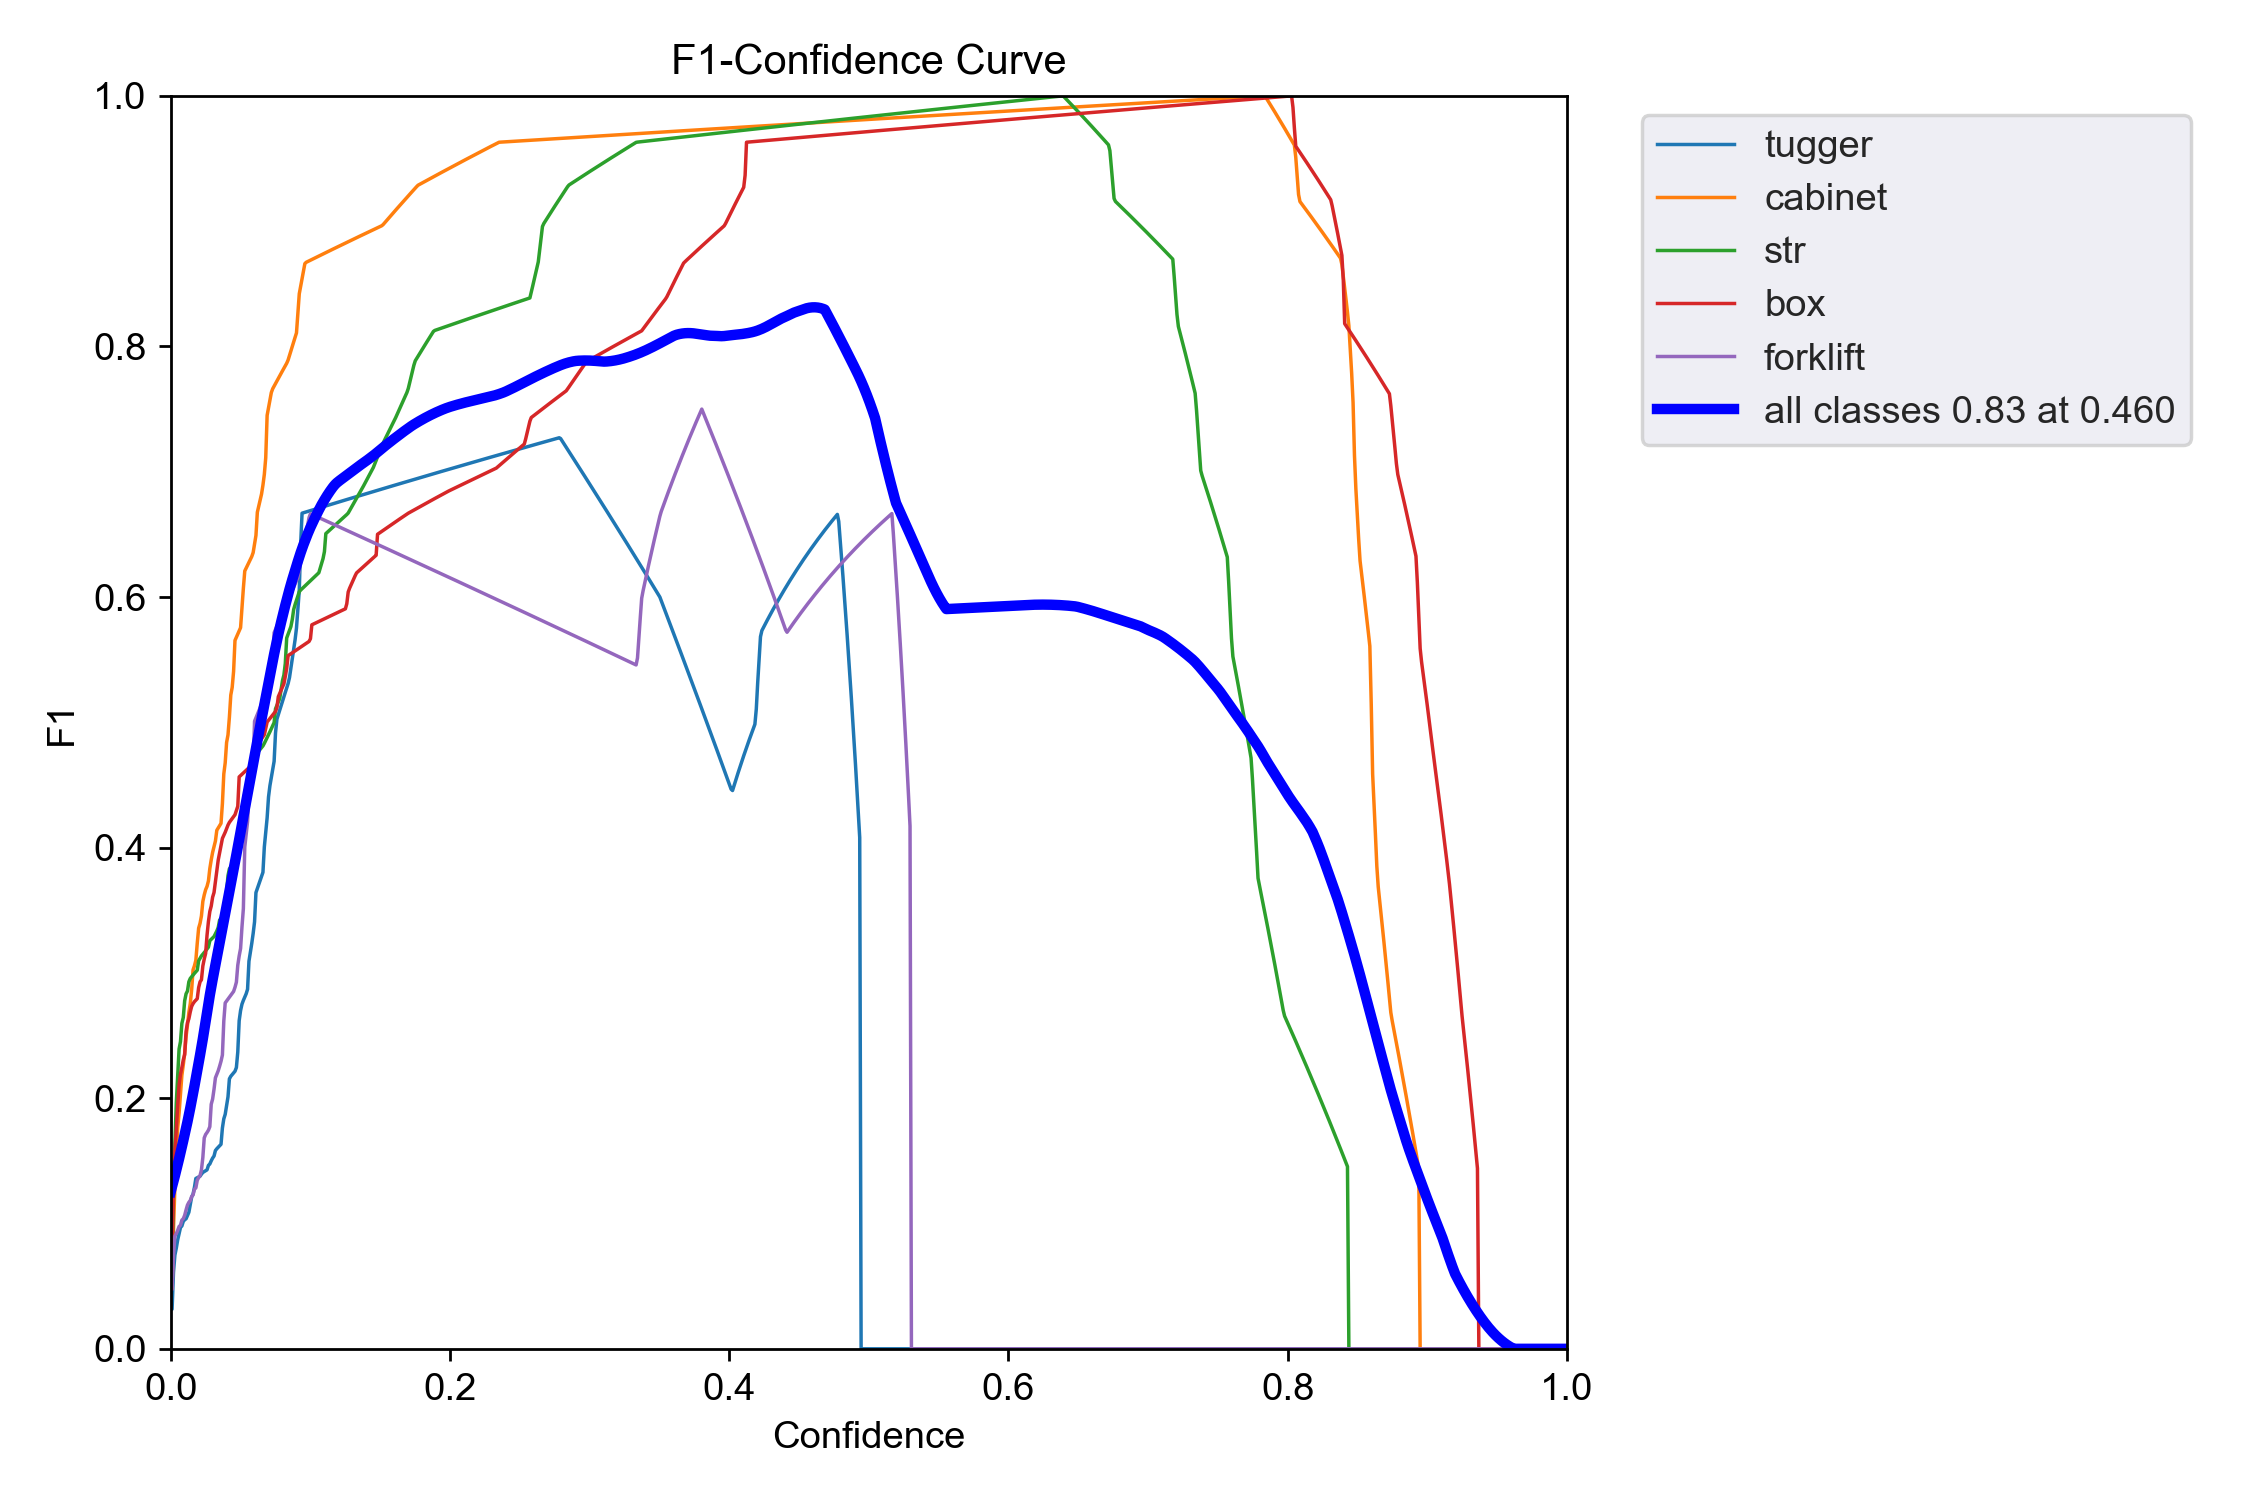 F1-Confidence Curve
1.0
0.8
0.6
0.4
0.2
0.0
F1
0.0 0.2 0.4 0.6 0.8 1.0
Confidence
tugger
cabinet
str
box
forklift
all classes 0.83 at 0.460